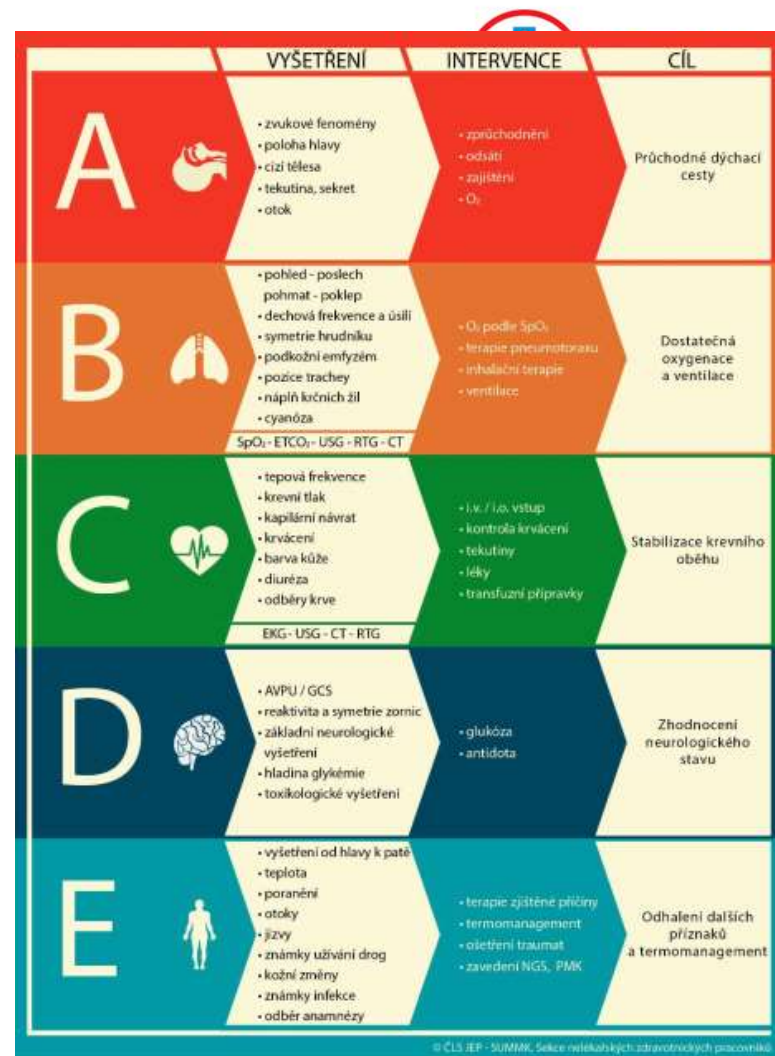 VYŠETŘENÍ INTERVENCE CÍL
A
• zvukové fenomény
• poloha hlavy
• cizí tělesa
• tekutina, sekret
• otok
• zprůchodnění
• odsátí
• zajištění
• O₂
Průchodné dýchací
cesty
B
• pohled - poslech
pohmat - poklep
• dechová frekvence a úsilí
• symetrie hrudníku
• podkožní emfyzém
• pozice trachey
• náplň krčních žil
• cyanóza
SpO₂ - ETCO₂ - USG - RTG - CT
• O₂ podle SpO₂
• terapie pneumotoraxu
• inhalační terapie
• ventilace
Dostatečná
oxygenace
a ventilace
C
• tepová frekvence
• krevní tlak
• kapilární návrat
• krvácení
• barva kůže
• diuréza
• odběry krve
EKG - USG - CT - RTG
• i.v. / i.o. vstup
• kontrola krvácení
• tekutiny
• léky
• transfuzní přípravky
Stabilizace krevního
oběhu
D
• AVPU / GCS
• reaktivita a symetrie zornic
• základní neurologické
vyšetření
• hladina glykémie
• toxikologické vyšetření
• glukóza
• antidota
Zhodnocení
neurologického
stavu
E
• vyšetření od hlavy k patě
• teplota
• poranění
• otoky
• jizvy
• známky užívání drog
• kožní změny
• známky infekce
• odběr anamnézy
• terapie zjištěné příčiny
• termomanagement
• ošetření traumat
• zavedení NGS, PMK
Odhalení dalších
příznaků
a termomanagement
© ČLS JEP - SUMMK, Sekce nelékařských zdravotnických pracovníků